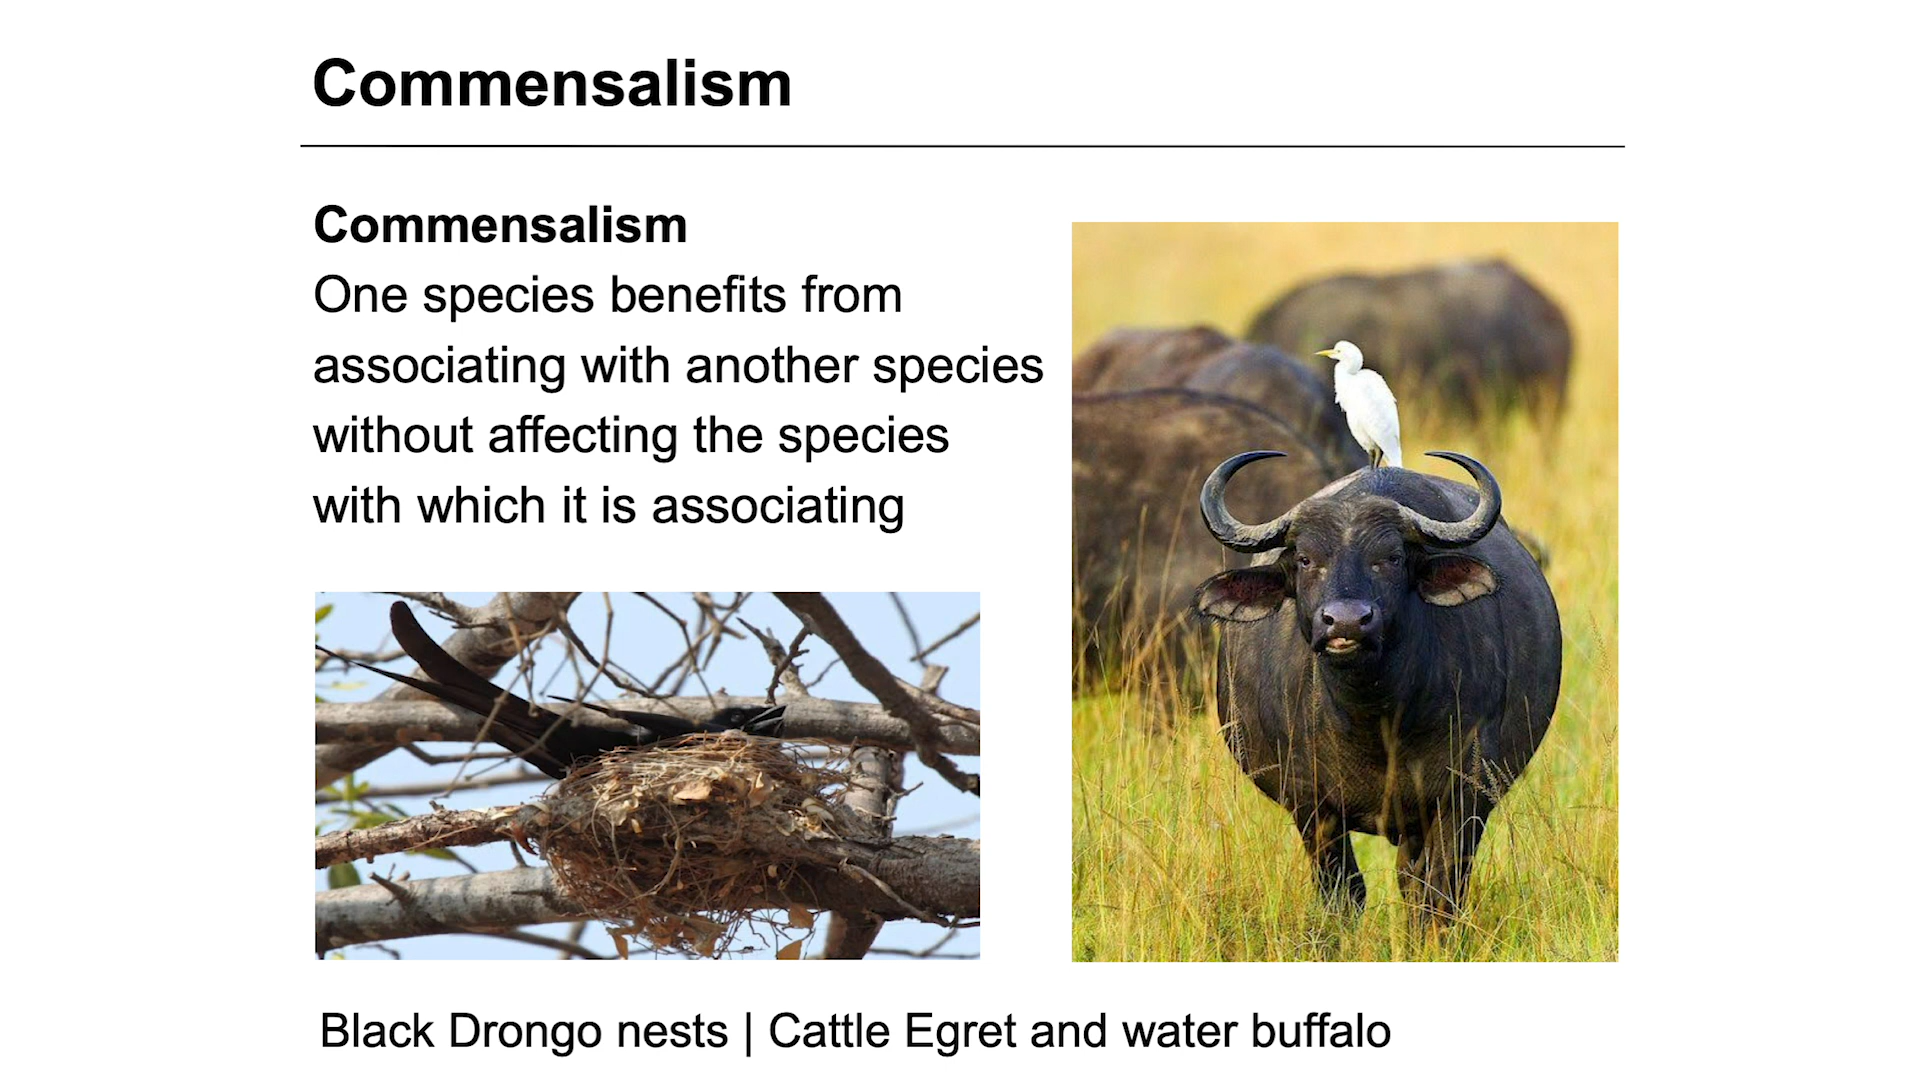 Commensalism
Commensalism
One species benefits from
associating with another species
without affecting the species
with which it is associating
Black Drongo nests | Cattle Egret and water buffalo